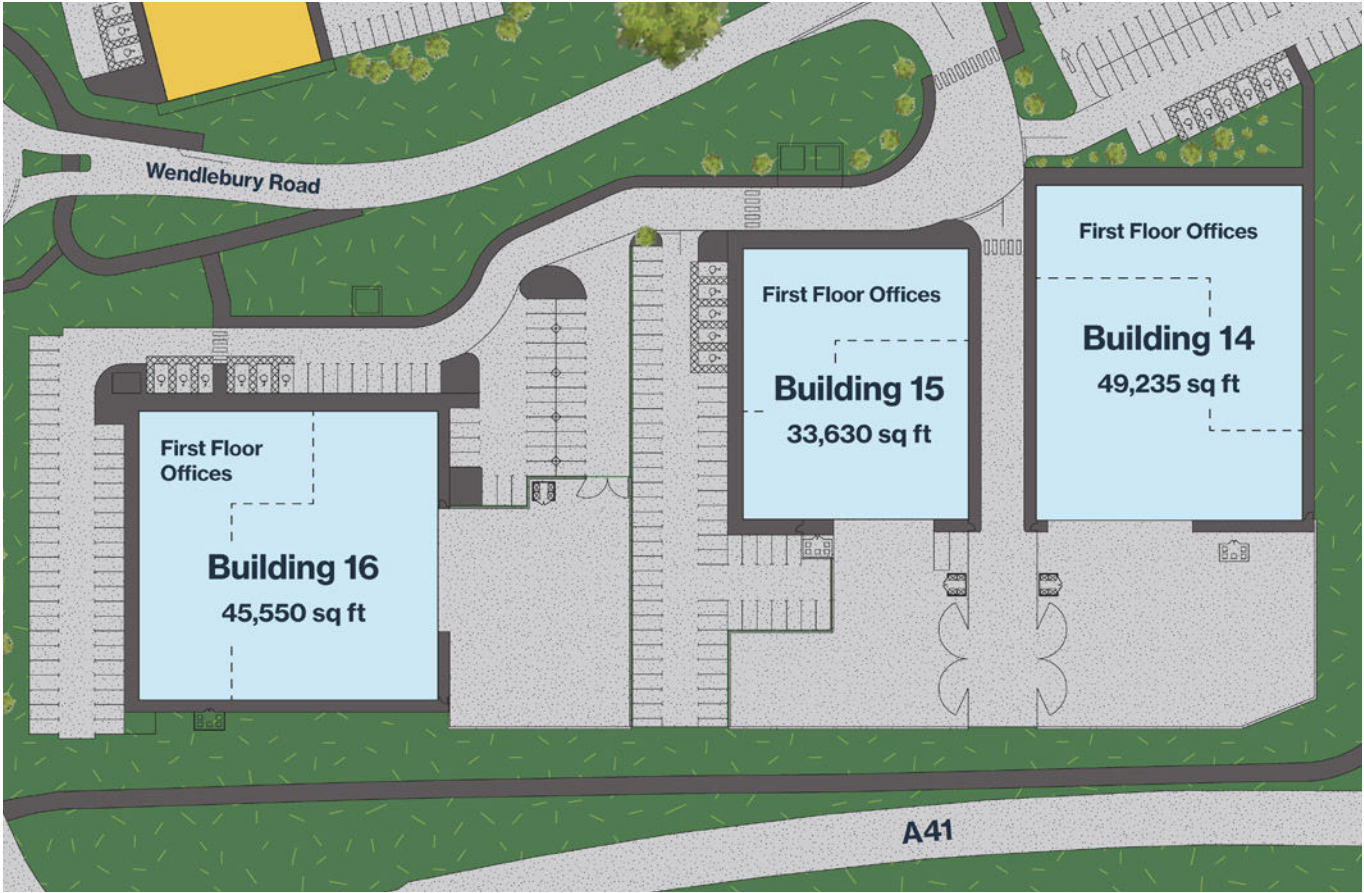 Wendlebury Road
First Floor Offices
Building 14
49,235 sq ft
First Floor Offices
Building 15
33,630 sq ft
First Floor
Offices
Building 16
45,550 sq ft
A41